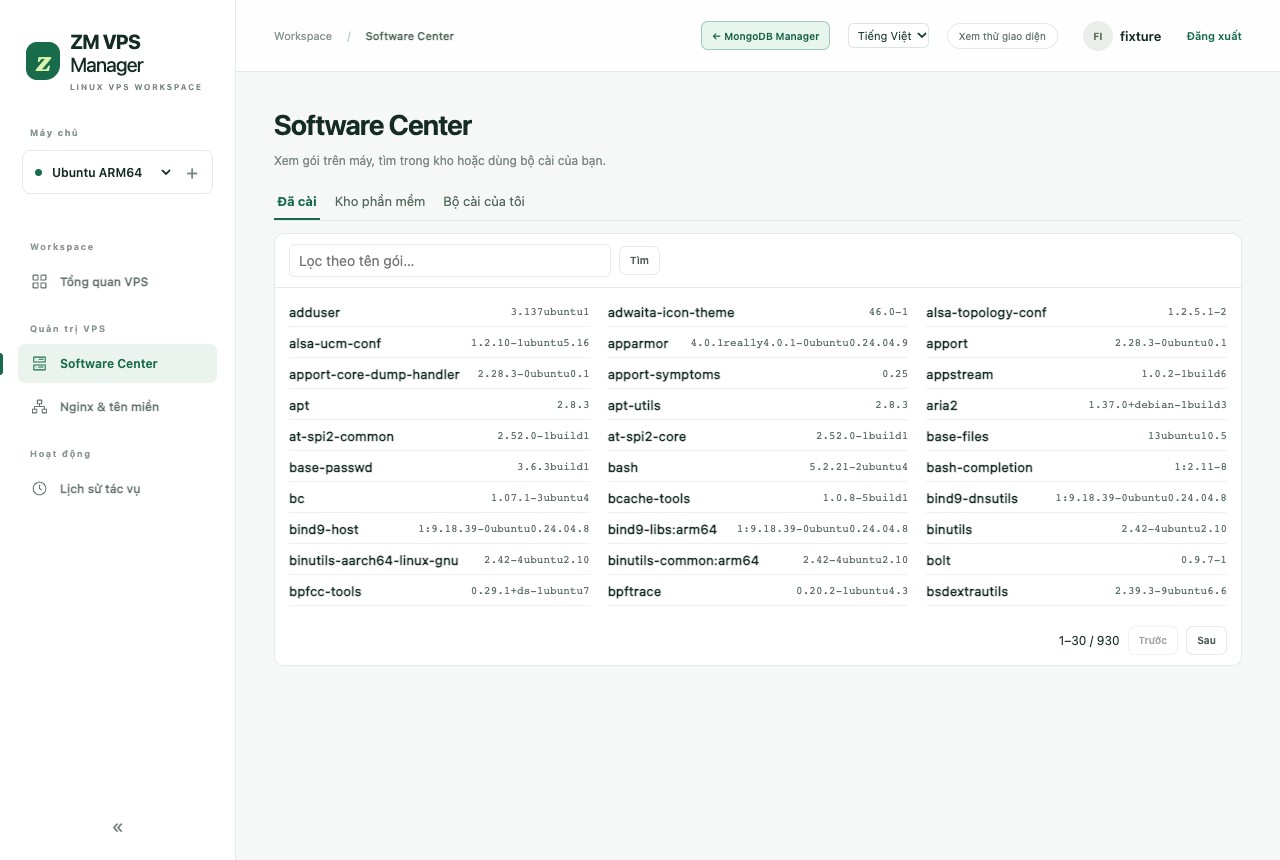 ZM VPS
Manager
LINUX VPS WORKSPACE
Máy chủ
Ubuntu ARM64
Workspace
Tổng quan VPS
Quản trị VPS
Software Center
Nginx & tên miền
Hoạt động
Lịch sử tác vụ
«
Workspace / Software Center
← MongoDB Manager
Tiếng Việt
Xem thử giao diện
FI
fixture
Đăng xuất
Software Center
Xem gói trên máy, tìm trong kho hoặc dùng bộ cài của bạn.
Đã cài Kho phần mềm Bộ cài của tôi
Lọc theo tên gói... Tìm
adduser 3.137ubuntu1 adwaita-icon-theme 46.0-1 alsa-topology-conf 1.2.5.1-2
alsa-ucm-conf 1.2.10-1ubuntu5.16 apparmor 4.0.1really4.0.1-0ubuntu0.24.04.9 apport 2.28.3-0ubuntu0.1
apport-core-dump-handler 2.28.3-0ubuntu0.1 apport-symptoms 0.25 appstream 1.0.2-1build6
apt 2.8.3 apt-utils 2.8.3 aria2 1.37.0+debian-1build3
at-spi2-common 2.52.0-1build1 at-spi2-core 2.52.0-1build1 base-files 13ubuntu10.5
base-passwd 3.6.3build1 bash 5.2.21-2ubuntu4 bash-completion 1:2.11-8
bc 1.07.1-3ubuntu4 bcache-tools 1.0.8-5build1 bind9-dnsutils 1:9.18.39-0ubuntu0.24.04.8
bind9-host 1:9.18.39-0ubuntu0.24.04.8 bind9-libs:arm64 1:9.18.39-0ubuntu0.24.04.8 binutils 2.42-4ubuntu2.10
binutils-aarch64-linux-gnu 2.42-4ubuntu2.10 binutils-common:arm64 2.42-4ubuntu2.10 bolt 0.9.7-1
bpfcc-tools 0.29.1+ds-1ubuntu7 bpftrace 0.20.2-1ubuntu4.3 bsdextrautils 2.39.3-9ubuntu6.6
1–30 / 930 Trước Sau